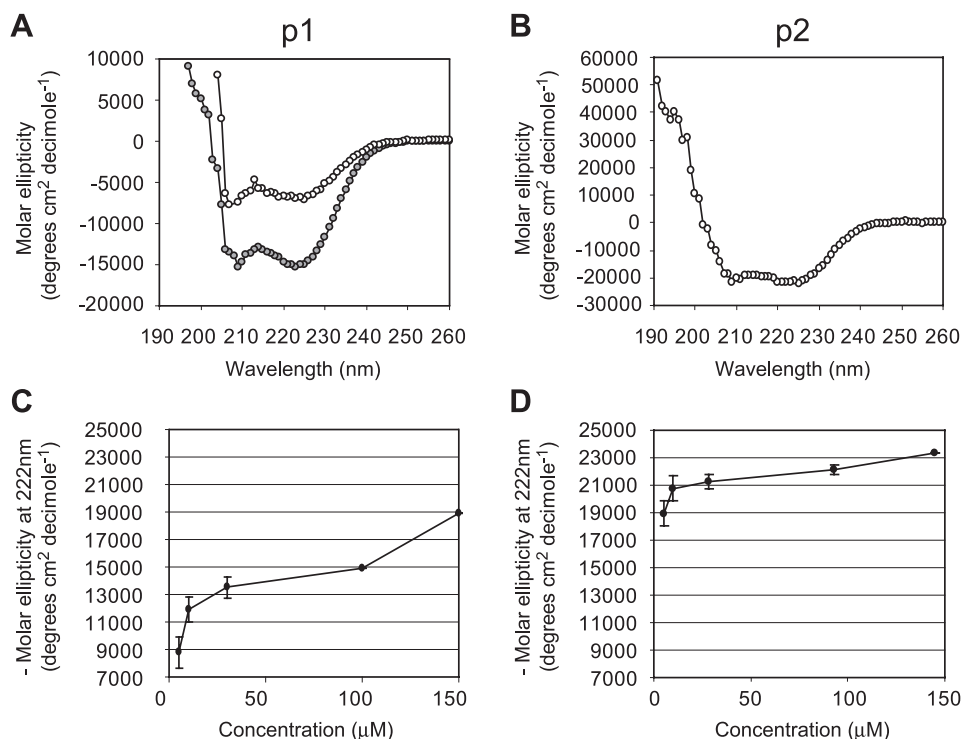 A
p1
Molar ellipticity
(degrees cm² decimole⁻¹)
10000
5000
0
-5000
-10000
-15000
-20000
190 200 210 220 230 240 250 260
Wavelength (nm)
B
p2
Molar ellipticity
(degrees cm² decimole⁻¹)
60000
50000
40000
30000
20000
10000
0
-10000
-20000
-30000
190 200 210 220 230 240 250 260
Wavelength (nm)
C
- Molar ellipticity at 222nm
(degrees cm² decimole⁻¹)
25000
23000
21000
19000
17000
15000
13000
11000
9000
7000
0 50 100 150
Concentration (μM)
D
- Molar ellipticity at 222nm
(degrees cm² decimole⁻¹)
25000
23000
21000
19000
17000
15000
13000
11000
9000
7000
0 50 100 150
Concentration (μM)